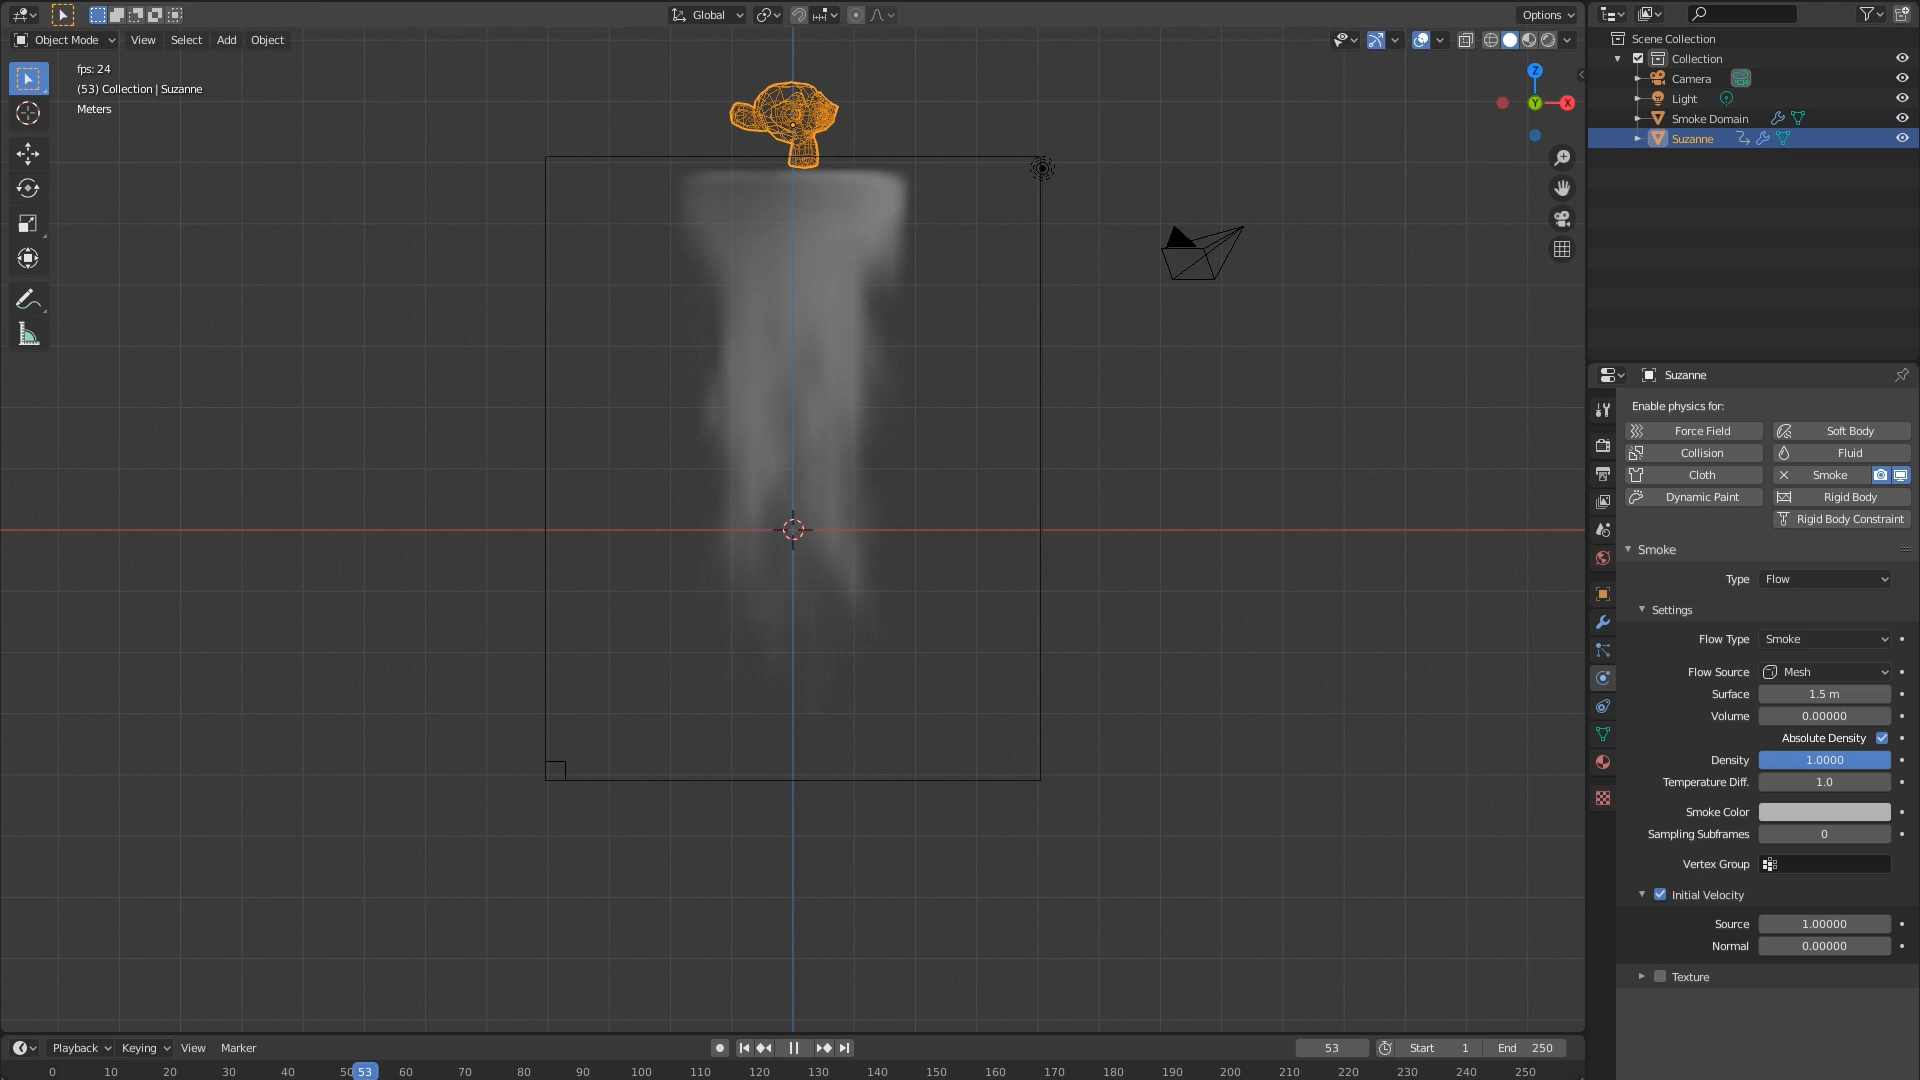 Global
Options
Object Mode View Select Add Object
fps: 24
(53) Collection | Suzanne
Meters
Z
Y
X
Scene Collection
Collection
Camera
Light
Smoke Domain
Suzanne
Suzanne
Enable physics for:
Force Field Soft Body
Collision Fluid
Cloth Smoke
Dynamic Paint Rigid Body
Rigid Body Constraint
Smoke
Type Flow
Settings
Flow Type Smoke
Flow Source Mesh
Surface 1.5 m
Volume 0.00000
Absolute Density
Density 1.0000
Temperature Diff. 1.0
Smoke Color
Sampling Subframes 0
Vertex Group
Initial Velocity
Source 1.00000
Normal 0.00000
Texture
Playback Keying View Marker 53 Start 1 End 250
0 10 20 30 40 50 53 60 70 80 90 100 110 120 130 140 150 160 170 180 190 200 210 220 230 240 250